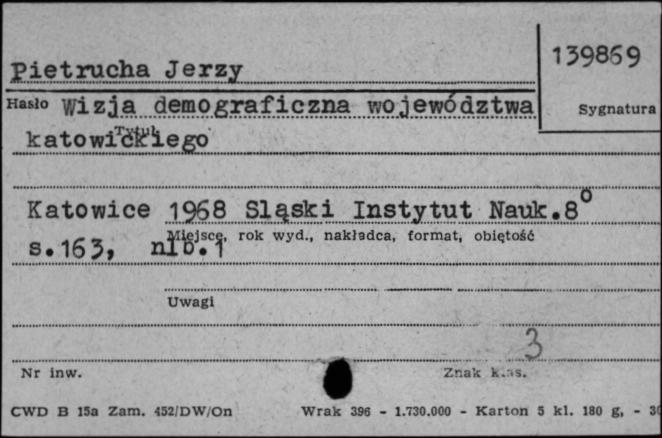 Pietrucha Jerzy
139869
Hasło Wizja demograficzna województwa
Sygnatura
Tytuł
katowickiego
Katowice 1968 Sląski Instytut Nauk.8°
Miejsce, rok wyd., nakładca, format, objętość
s.163, nlb.1
Uwagi
3
Nr inw.
Znak klas.
CWD B 15a Zam. 452/DW/On Wrak 396 - 1.730.000 - Karton 5 kl. 180 g, - 30